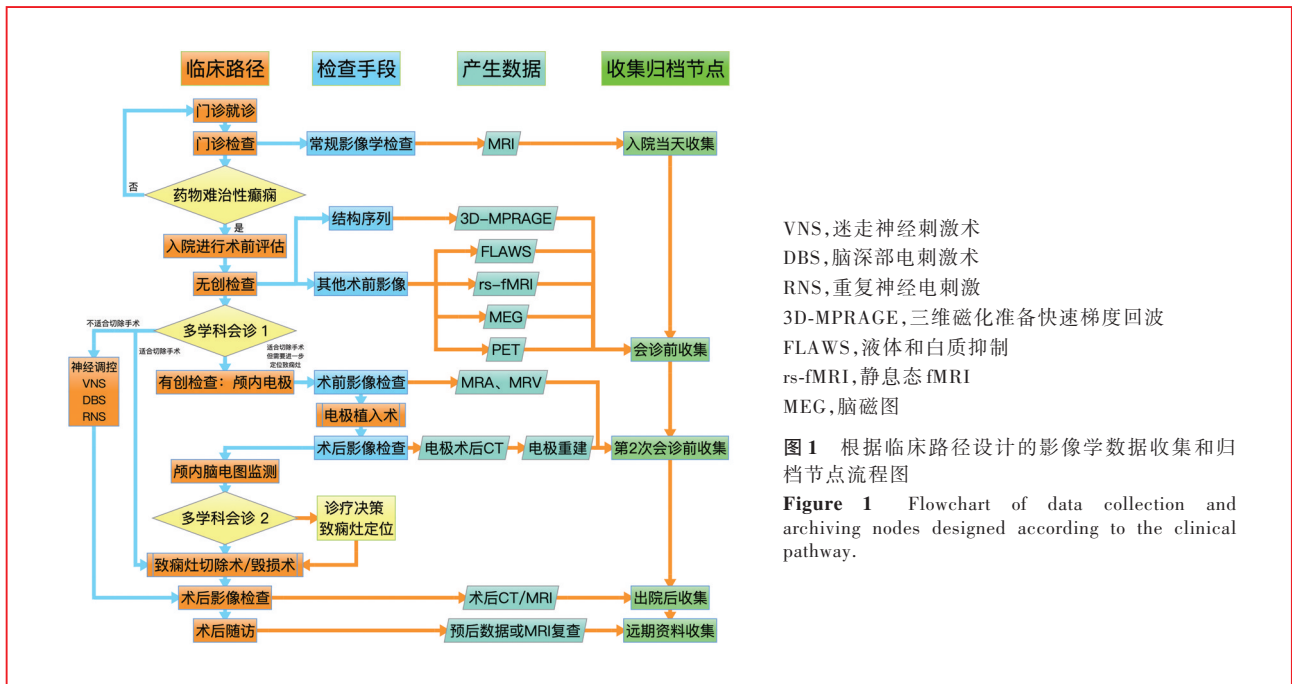 临床路径
检查手段
产生数据
收集归档节点
门诊就诊
门诊检查
常规影像学检查
MRI
入院当天收集
否
药物难治性癫痫
是
结构序列
3D-MPRAGE
入院进行术前评估
FLAWS
无创检查
其他术前影像
rs-fMRI
不适合切除手术
多学科会诊 1
MEG
适合切除手术
适合切除手术
但需要进一步
定位致痫灶
PET
会诊前收集
神经调控
VNS
DBS
RNS
有创检查：颅内电极
术前影像检查
MRA、MRV
电极植入术
术后影像检查
电极术后CT
电极重建
第2次会诊前收集
颅内脑电图监测
多学科会诊 2
诊疗决策
致痫灶定位
致痫灶切除术/毁损术
术后影像检查
术后CT/MRI
出院后收集
术后随访
预后数据或MRI复查
远期资料收集
VNS,迷走神经刺激术
DBS,脑深部电刺激术
RNS,重复神经电刺激
3D-MPRAGE,三维磁化准备快速梯度回波
FLAWS,液体和白质抑制
rs-fMRI,静息态 fMRI
MEG,脑磁图
图 1 根据临床路径设计的影像学数据收集和归
档节点流程图
Figure 1 Flowchart of data collection and
archiving nodes designed according to the clinical
pathway.